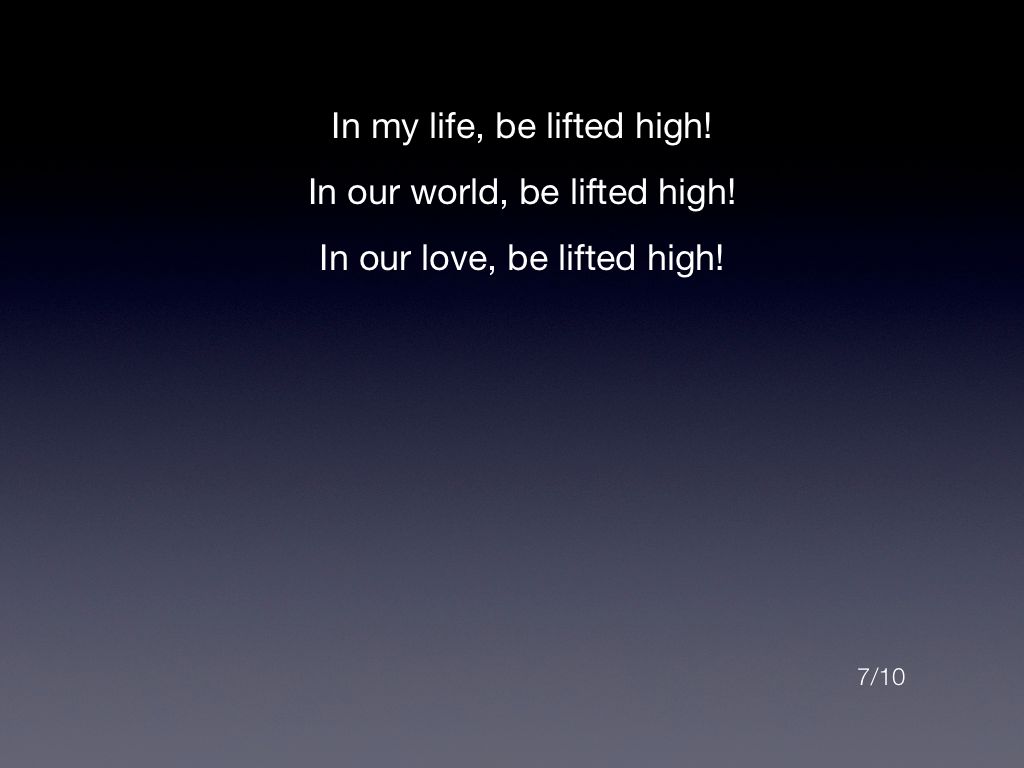 In my life, be lifted high!
In our world, be lifted high!
In our love, be lifted high!
7/10